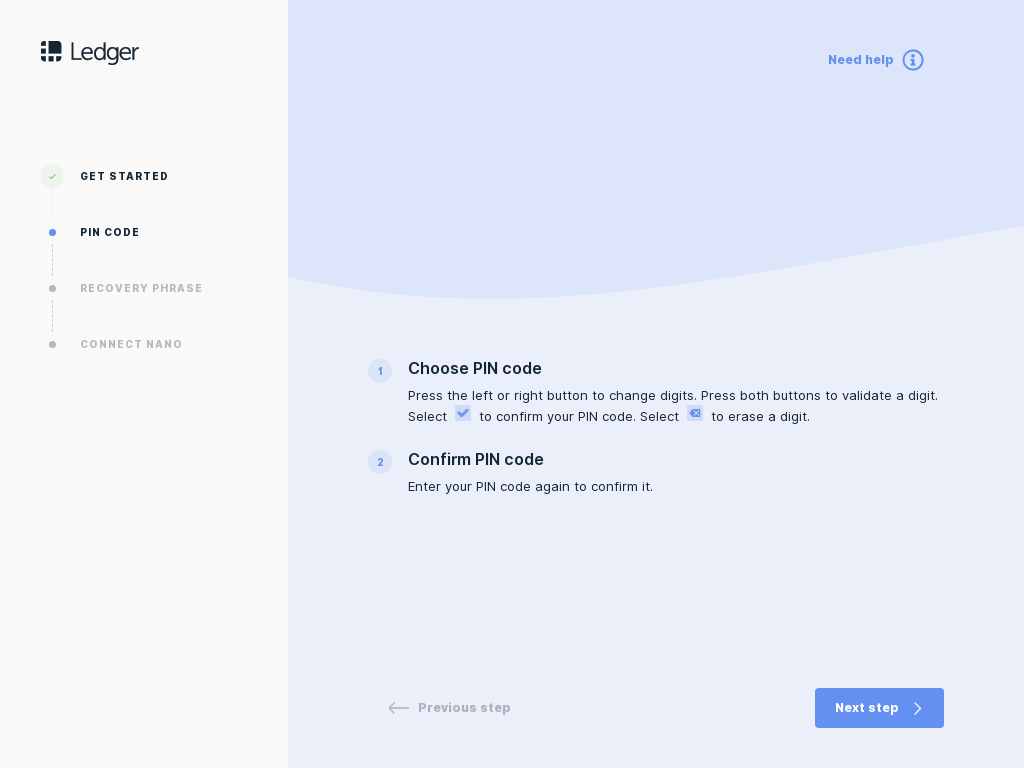 Ledger
Need help
GET STARTED
PIN CODE
RECOVERY PHRASE
CONNECT NANO
1 Choose PIN code
Press the left or right button to change digits. Press both buttons to validate a digit.
Select to confirm your PIN code. Select to erase a digit.
2 Confirm PIN code
Enter your PIN code again to confirm it.
Previous step
Next step